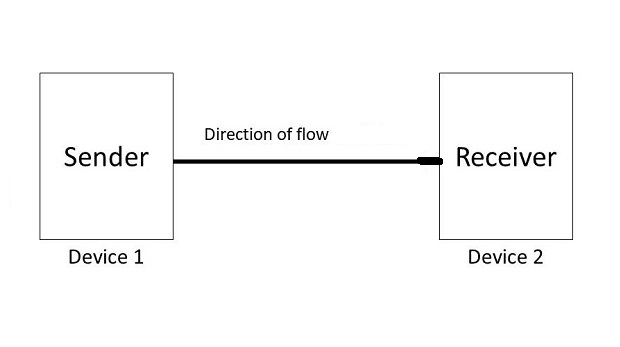 Direction of flow
Sender
Receiver
Device 1
Device 2